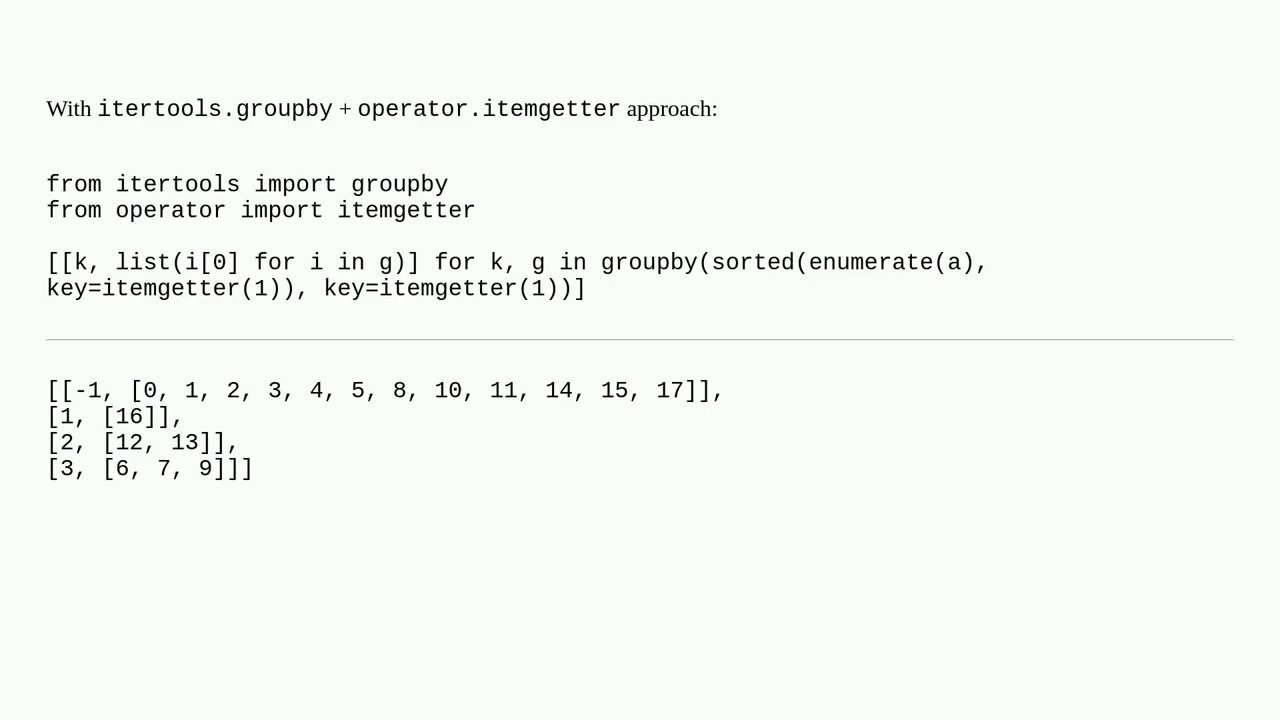 With itertools.groupby + operator.itemgetter approach:
from itertools import groupby
from operator import itemgetter
[[k, list(i[0] for i in g)] for k, g in groupby(sorted(enumerate(a),
key=itemgetter(1)), key=itemgetter(1))]
[[-1, [0, 1, 2, 3, 4, 5, 8, 10, 11, 14, 15, 17]],
[1, [16]],
[2, [12, 13]],
[3, [6, 7, 9]]]